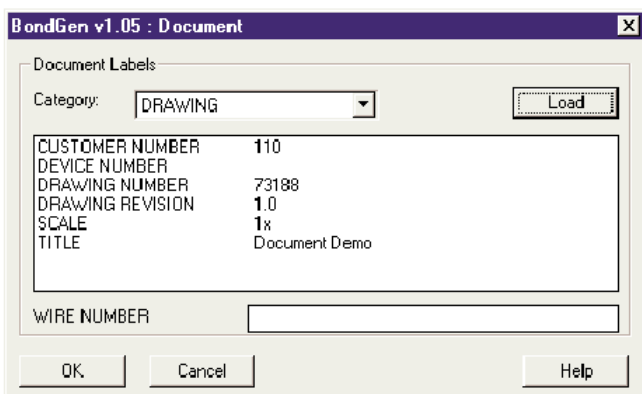 BondGen v1.05 : Document
Document Labels
Category: DRAWING Load
CUSTOMER NUMBER 110
DEVICE NUMBER
DRAWING NUMBER 73188
DRAWING REVISION 1.0
SCALE 1x
TITLE Document Demo
WIRE NUMBER
OK Cancel Help